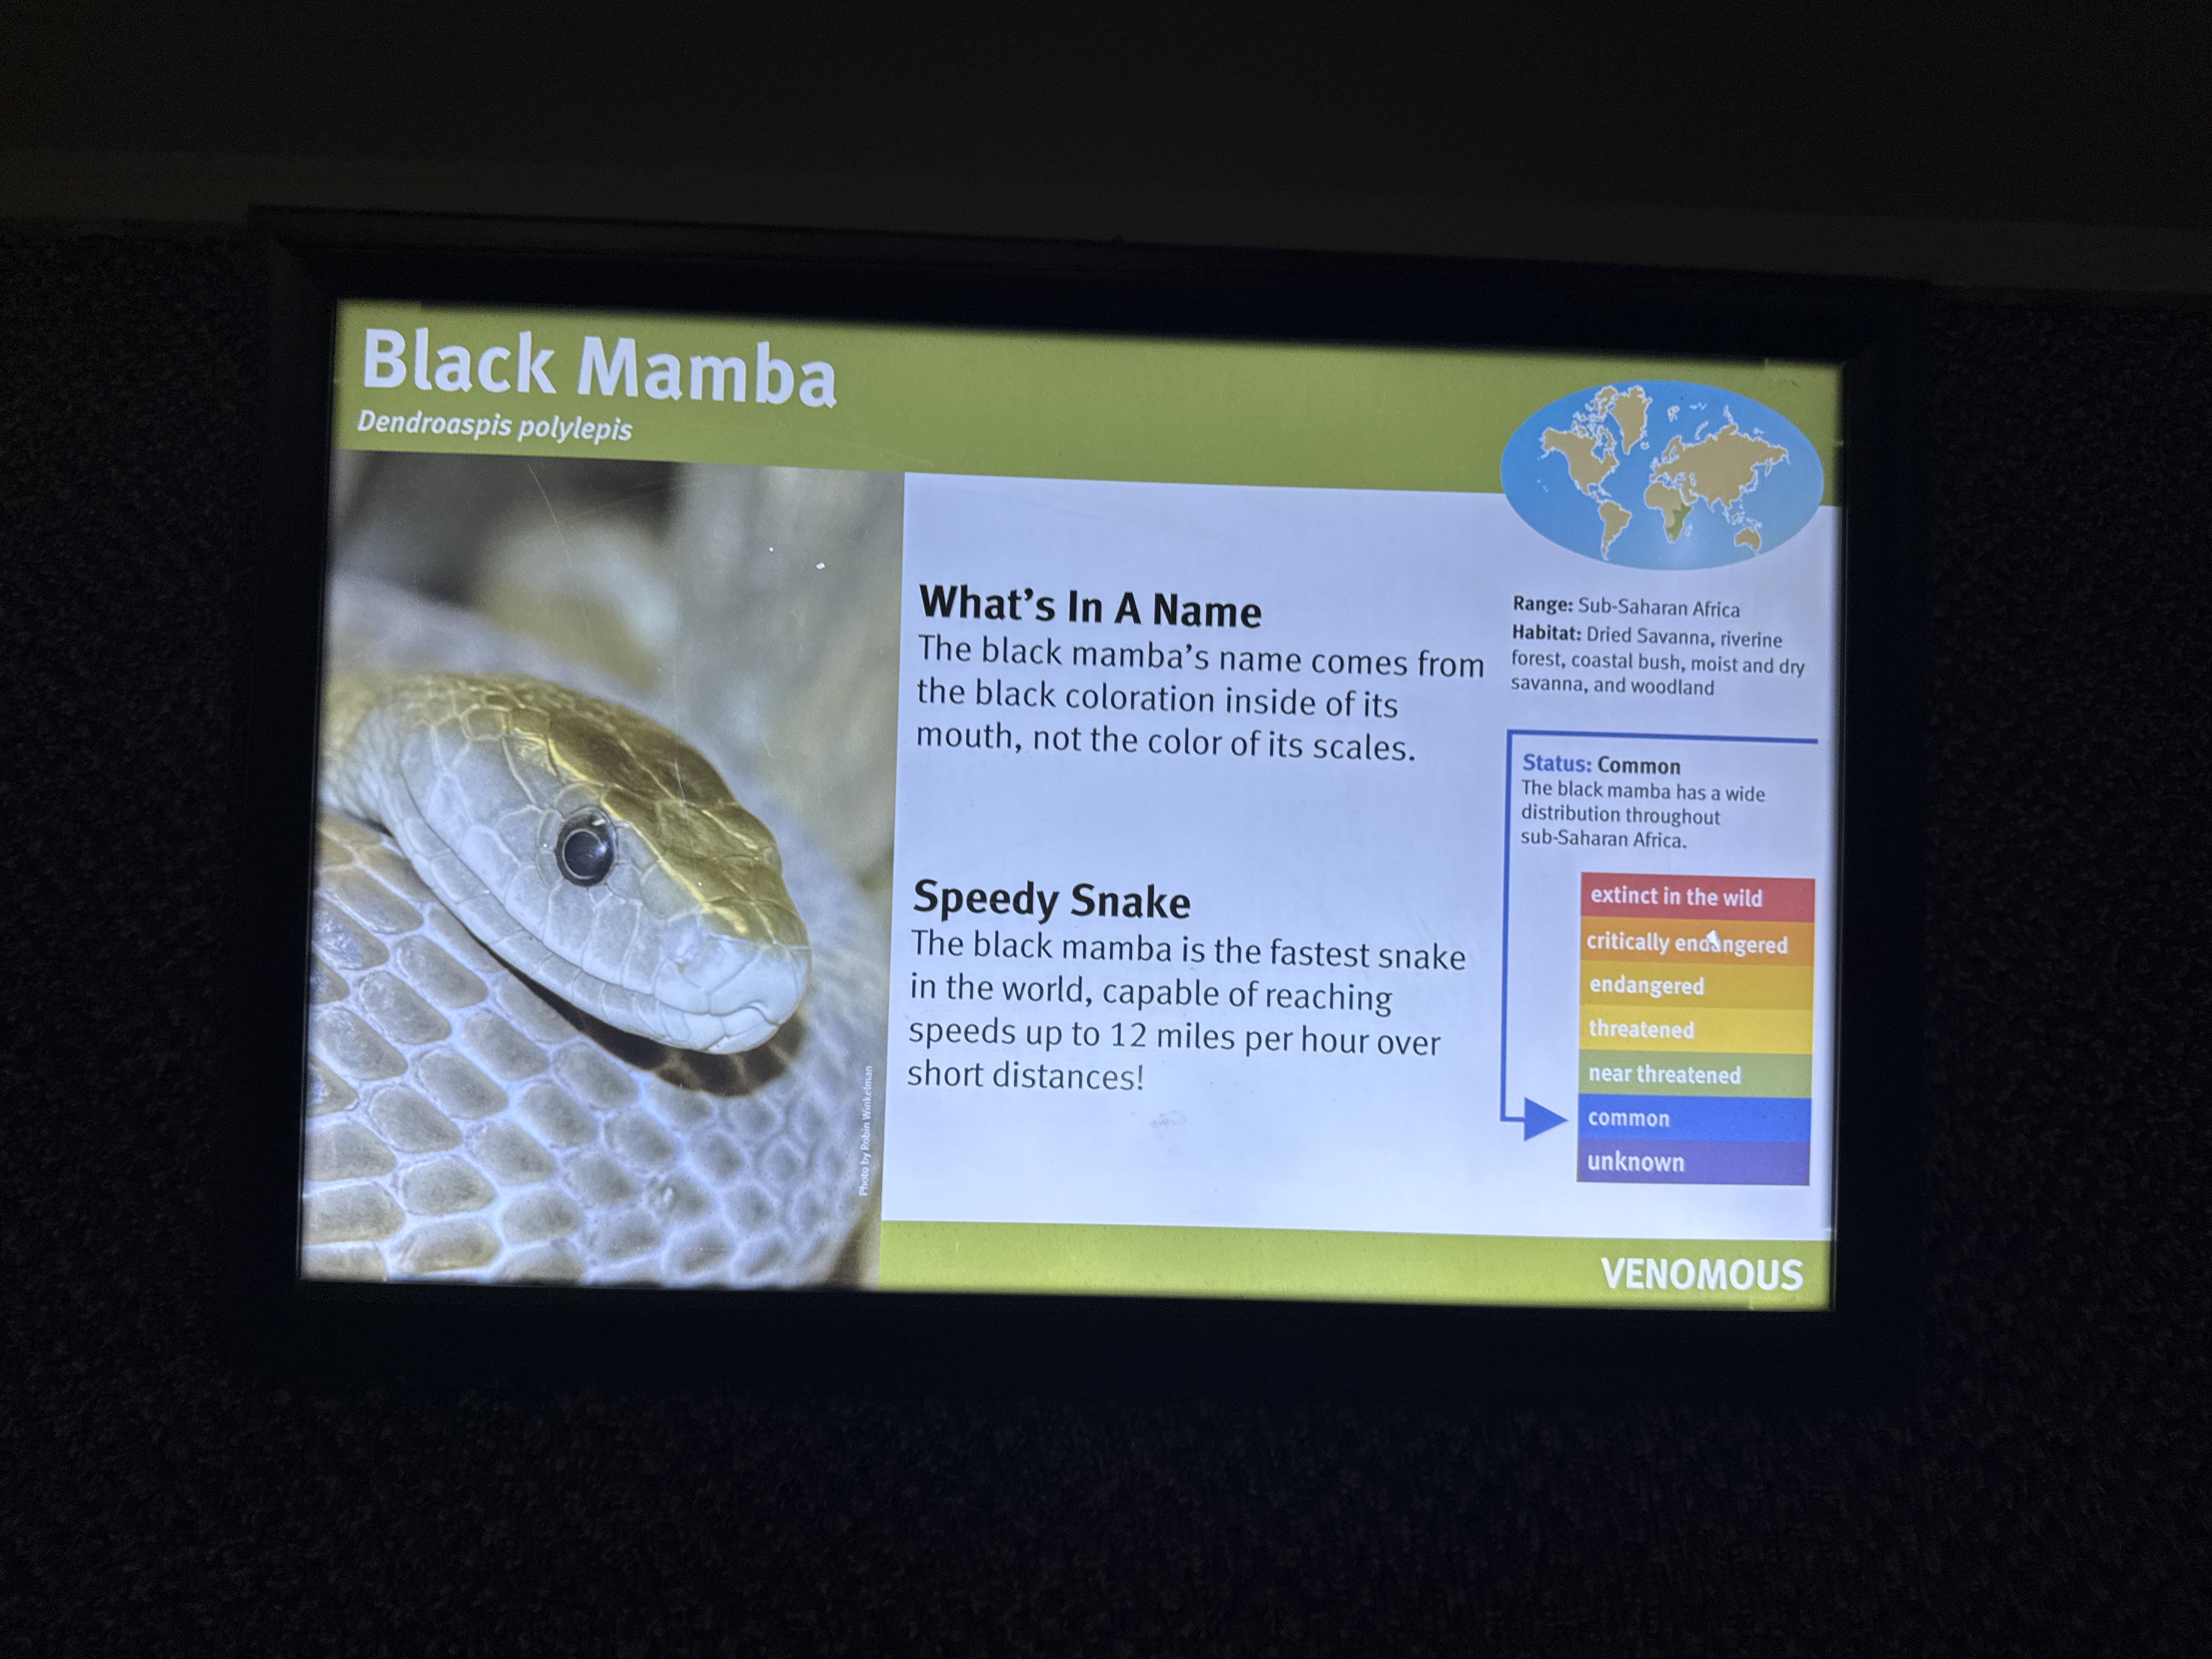 Black Mamba
Dendroaspis polylepis
What's In A Name
The black mamba's name comes from
the black coloration inside of its
mouth, not the color of its scales.
Speedy Snake
The black mamba is the fastest snake
in the world, capable of reaching
speeds up to 12 miles per hour over
short distances!
Photo by Robin Winkelman
Range: Sub-Saharan Africa
Habitat: Dried Savanna, riverine
forest, coastal bush, moist and dry
savanna, and woodland
Status: Common
The black mamba has a wide
distribution throughout
sub-Saharan Africa.
extinct in the wild
critically endangered
endangered
threatened
near threatened
common
unknown
VENOMOUS